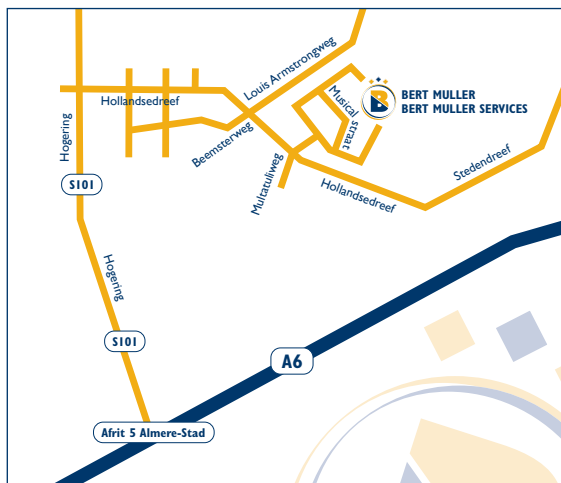 Louis Armstrongweg
BERT MULLER
BERT MULLER SERVICES
Musical
straat
Hollandsedreef
Hogering
Beemsterweg
Multatuliweg
Stedendreef
Hollandsedreef
S101
Hogering
S101
A6
Afrit 5 Almere-Stad
B